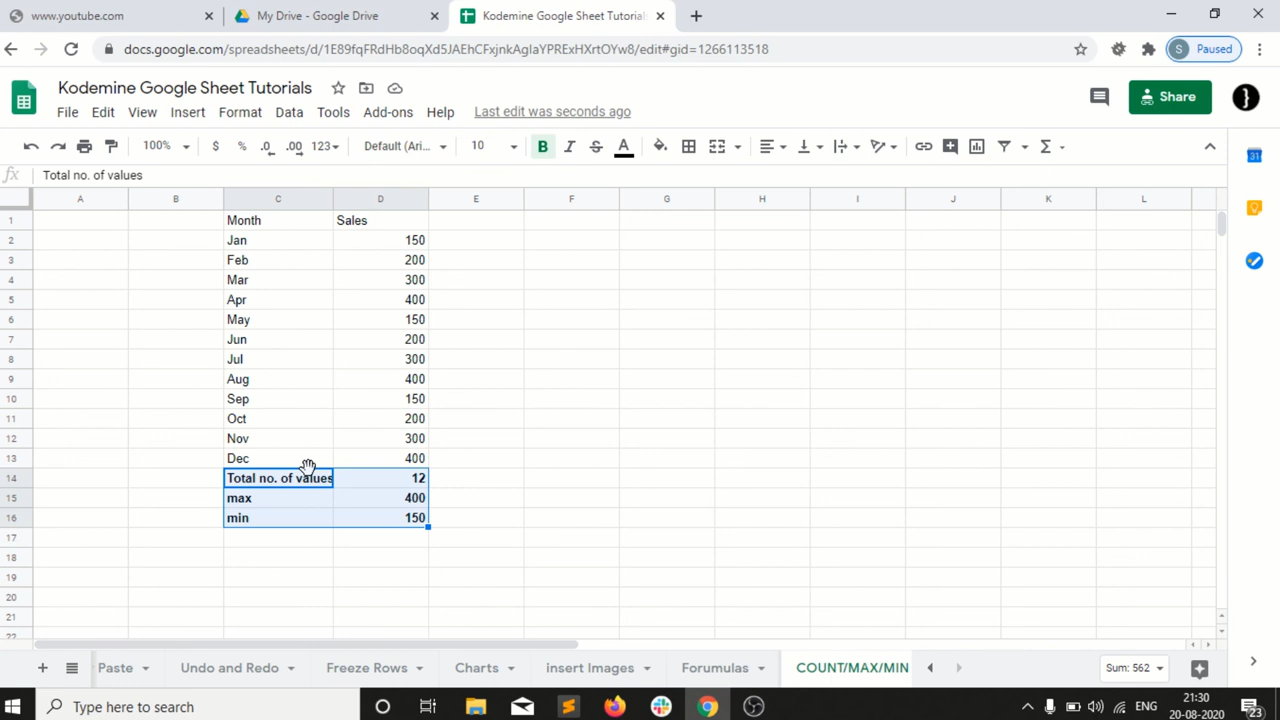 www.youtube.com
My Drive - Google Drive
Kodemine Google Sheet Tutorials
docs.google.com/spreadsheets/d/1E89fqFRdHb8oqXd5JAEhCFxjnkAgIaYPRExHXrtOYw8/edit#gid=1266113518
S Paused
Kodemine Google Sheet Tutorials
Share
File Edit View Insert Format Data Tools Add-ons Help Last edit was seconds ago
100% $ % .0 .00 123 Default (Ari... 10 B I S A Σ
fx Total no. of values
A B C D E F G H I J K L
1 Month Sales
2 Jan 150
3 Feb 200
4 Mar 300
5 Apr 400
6 May 150
7 Jun 200
8 Jul 300
9 Aug 400
10 Sep 150
11 Oct 200
12 Nov 300
13 Dec 400
14 Total no. of values 12
15 max 400
16 min 150
17
18
19
20
21
22
31
Paste Undo and Redo Freeze Rows Charts insert Images Forumulas COUNT/MAX/MIN Sum: 562
Type here to search
ENG
21:30
20-08-2020
23